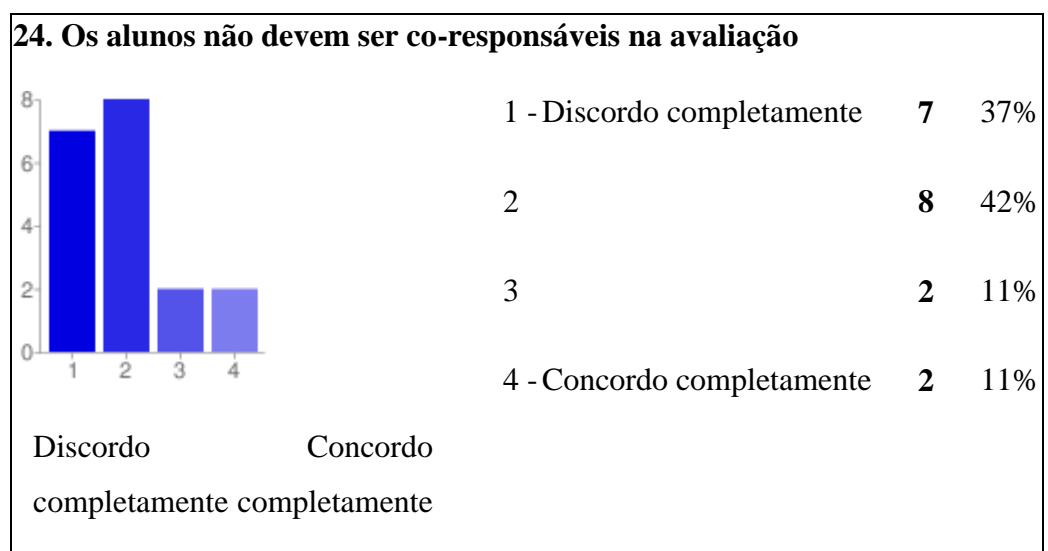 24. Os alunos não devem ser co-responsáveis na avaliação
8
6
4
2
0
1 2 3 4
Discordo Concordo
completamente completamente
1 - Discordo completamente 7 37%
2 8 42%
3 2 11%
4 - Concordo completamente 2 11%